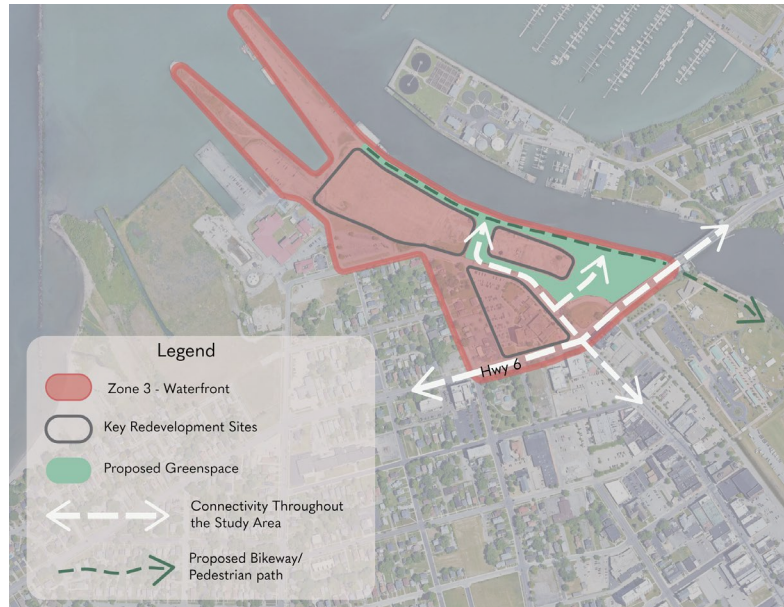 Hwy 6
Legend
Zone 3 - Waterfront
Key Redevelopment Sites
Proposed Greenspace
Connectivity Throughout
the Study Area
Proposed Bikeway/
Pedestrian path